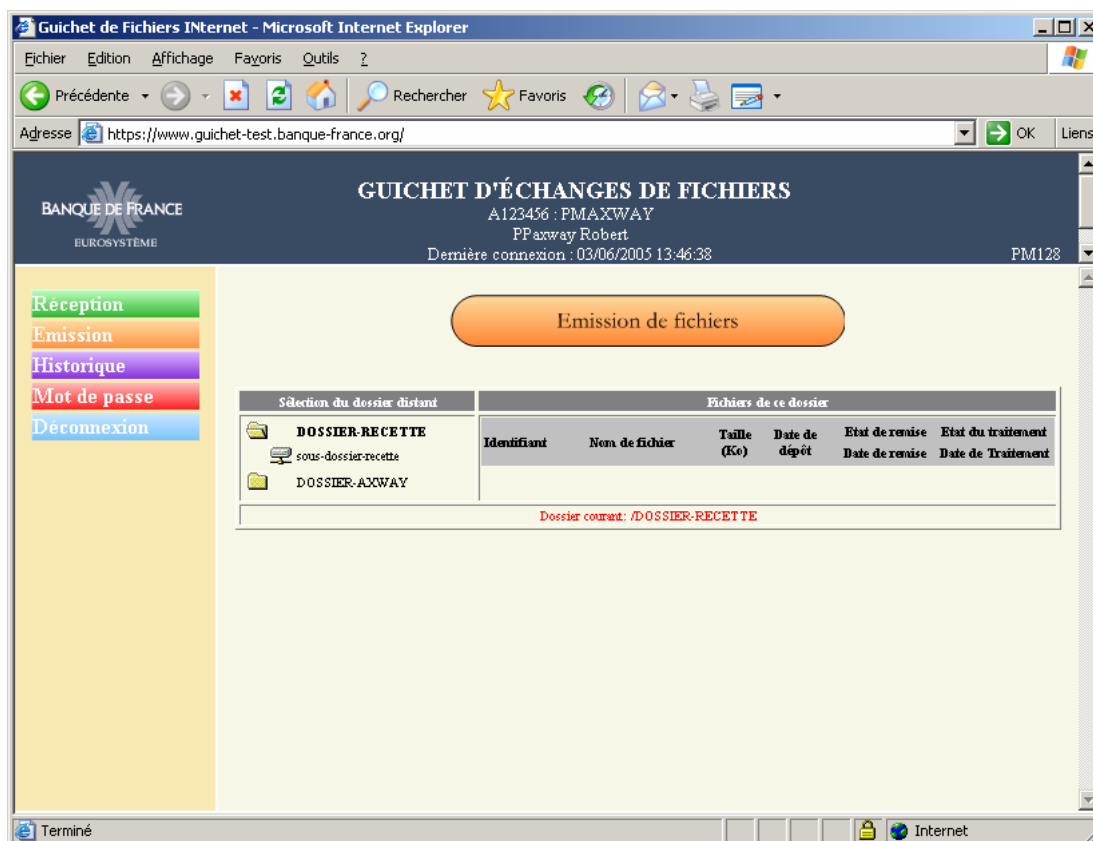 Guichet de Fichiers INternet - Microsoft Internet Explorer
Fichier Edition Affichage Favoris Outils ?
Précédente Rechercher Favoris
Adresse https://www.guichet-test.banque-france.org/ OK Liens
BANQUE DE FRANCE
EUROSYSTÈME
GUICHET D'ÉCHANGES DE FICHIERS
A123456 : PMAXWAY
PPaxway Robert
Dernière connexion : 03/06/2005 13:46:38
PM128
Réception
Emission
Historique
Mot de passe
Déconnexion
Emission de fichiers
Sélection du dossier distant
DOSSIER-RECETTE
sous-dossier-recette
DOSSIER-AXWAY
Fichiers de ce dossier
Identifiant Nom de fichier Taille (Ko) Date de dépôt Etat de remise Etat du traitement
Date de remise Date de Traitement
Dossier courant: /DOSSIER-RECETTE
Terminé Internet